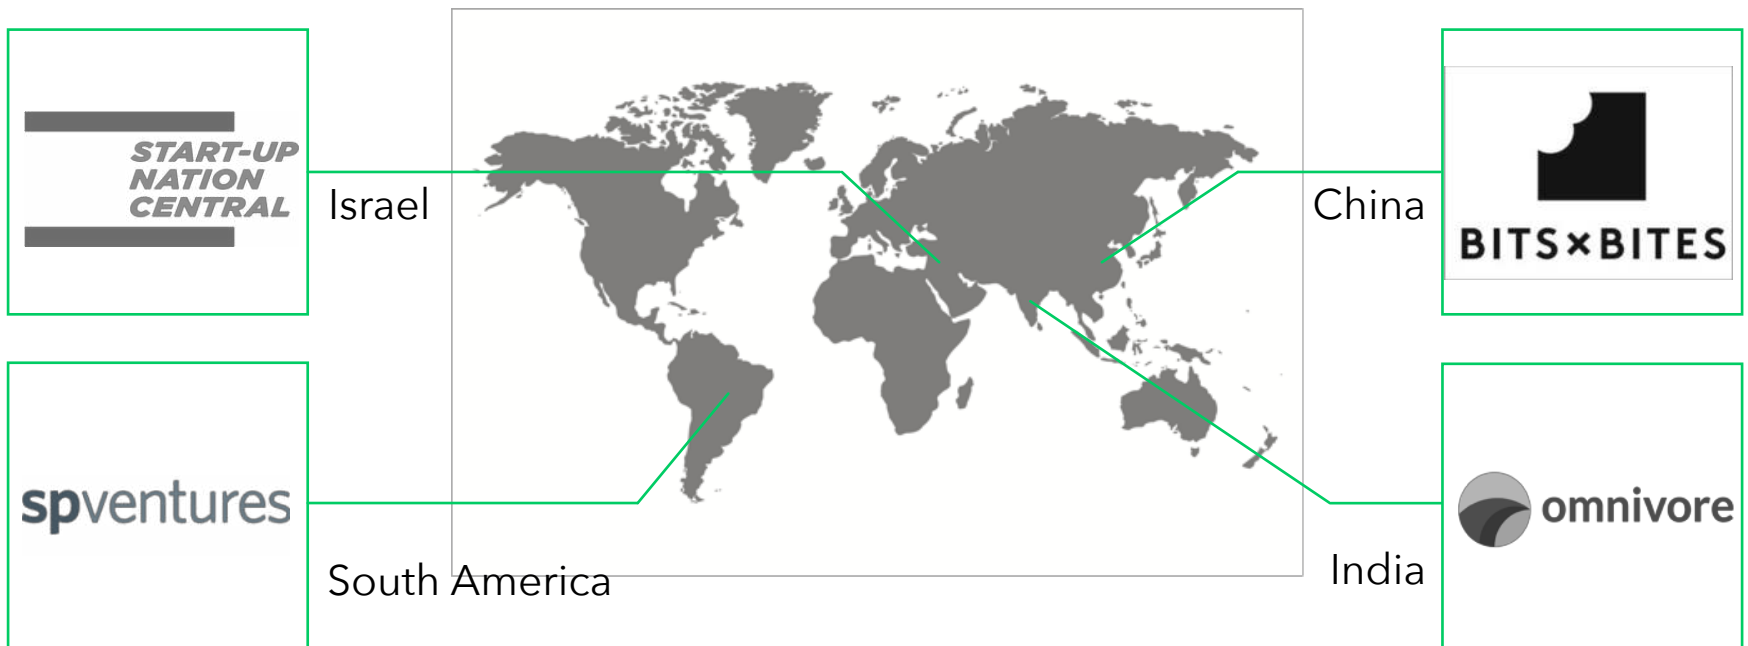 START-UP
NATION
CENTRAL
Israel
China
BITS×BITES
spventures
South America
India
omnivore